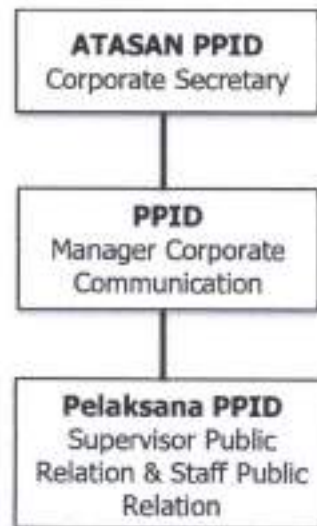 ATASAN PPID
Corporate Secretary
PPID
Manager Corporate
Communication
Pelaksana PPID
Supervisor Public
Relation & Staff Public
Relation